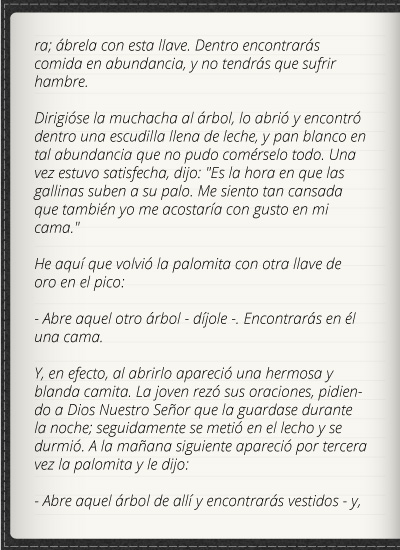 ra; ábrela con esta llave. Dentro encontrarás
comida en abundancia, y no tendrás que sufrir
hambre.
Dirigióse la muchacha al árbol, lo abrió y encontró
dentro una escudilla llena de leche, y pan blanco en
tal abundancia que no pudo comérselo todo. Una
vez estuvo satisfecha, dijo: "Es la hora en que las
gallinas suben a su palo. Me siento tan cansada
que también yo me acostaría con gusto en mi
cama."
He aquí que volvió la palomita con otra llave de
oro en el pico:
- Abre aquel otro árbol - díjole -. Encontrarás en él
una cama.
Y, en efecto, al abrirlo apareció una hermosa y
blanda camita. La joven rezó sus oraciones, pidien-
do a Dios Nuestro Señor que la guardase durante
la noche; seguidamente se metió en el lecho y se
durmió. A la mañana siguiente apareció por tercera
vez la palomita y le dijo:
- Abre aquel árbol de allí y encontrarás vestidos - y,